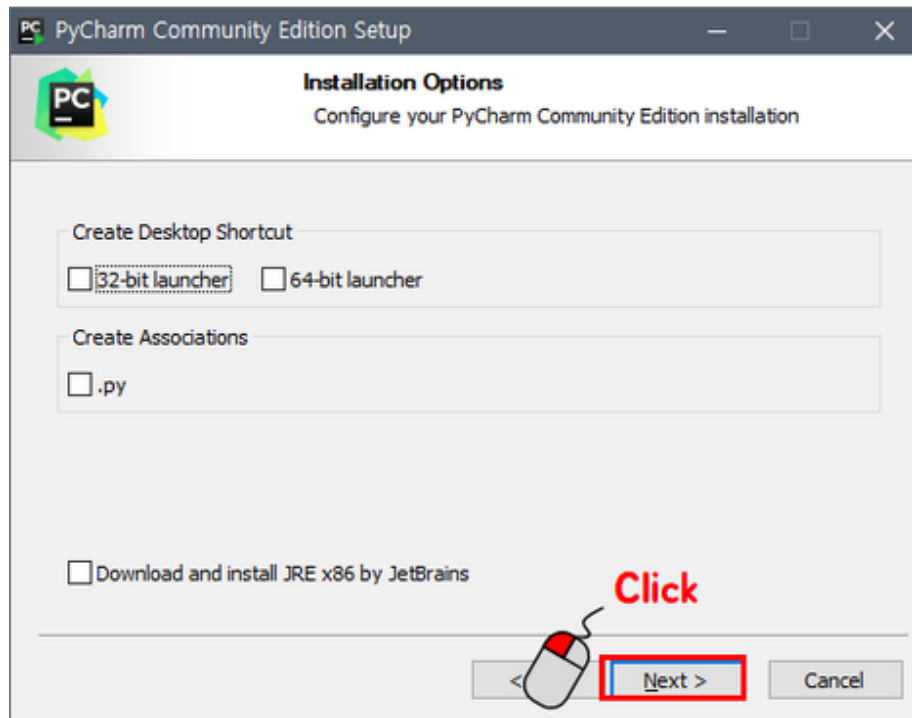 PC PyCharm Community Edition Setup
PC
Installation Options
Configure your PyCharm Community Edition installation
Create Desktop Shortcut
32-bit launcher 64-bit launcher
Create Associations
.py
Download and install JRE x86 by JetBrains
Click
< Next > Cancel